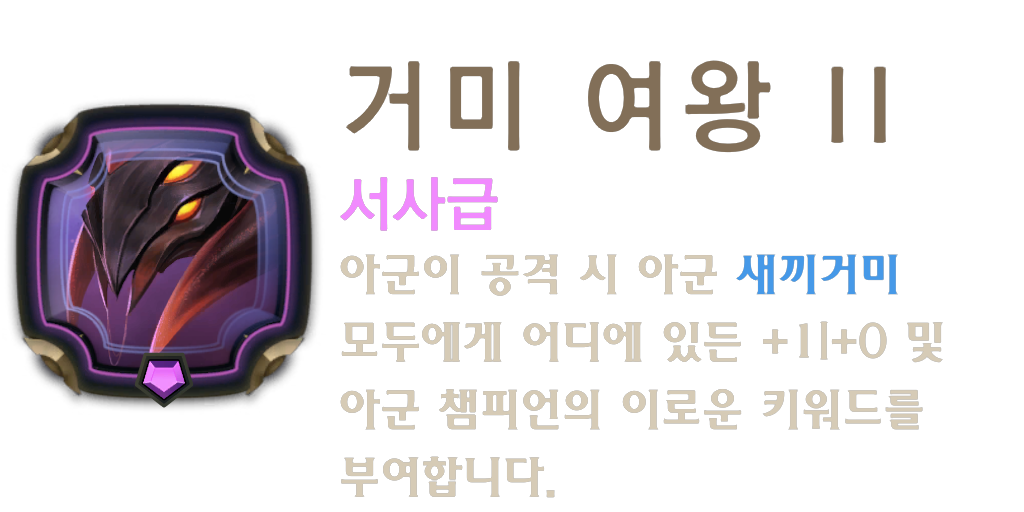 거미 여왕 II
서사급
아군이 공격 시 아군 새끼거미
모두에게 어디에 있든 +1|+0 및
아군 챔피언의 이로운 키워드를
부여합니다.